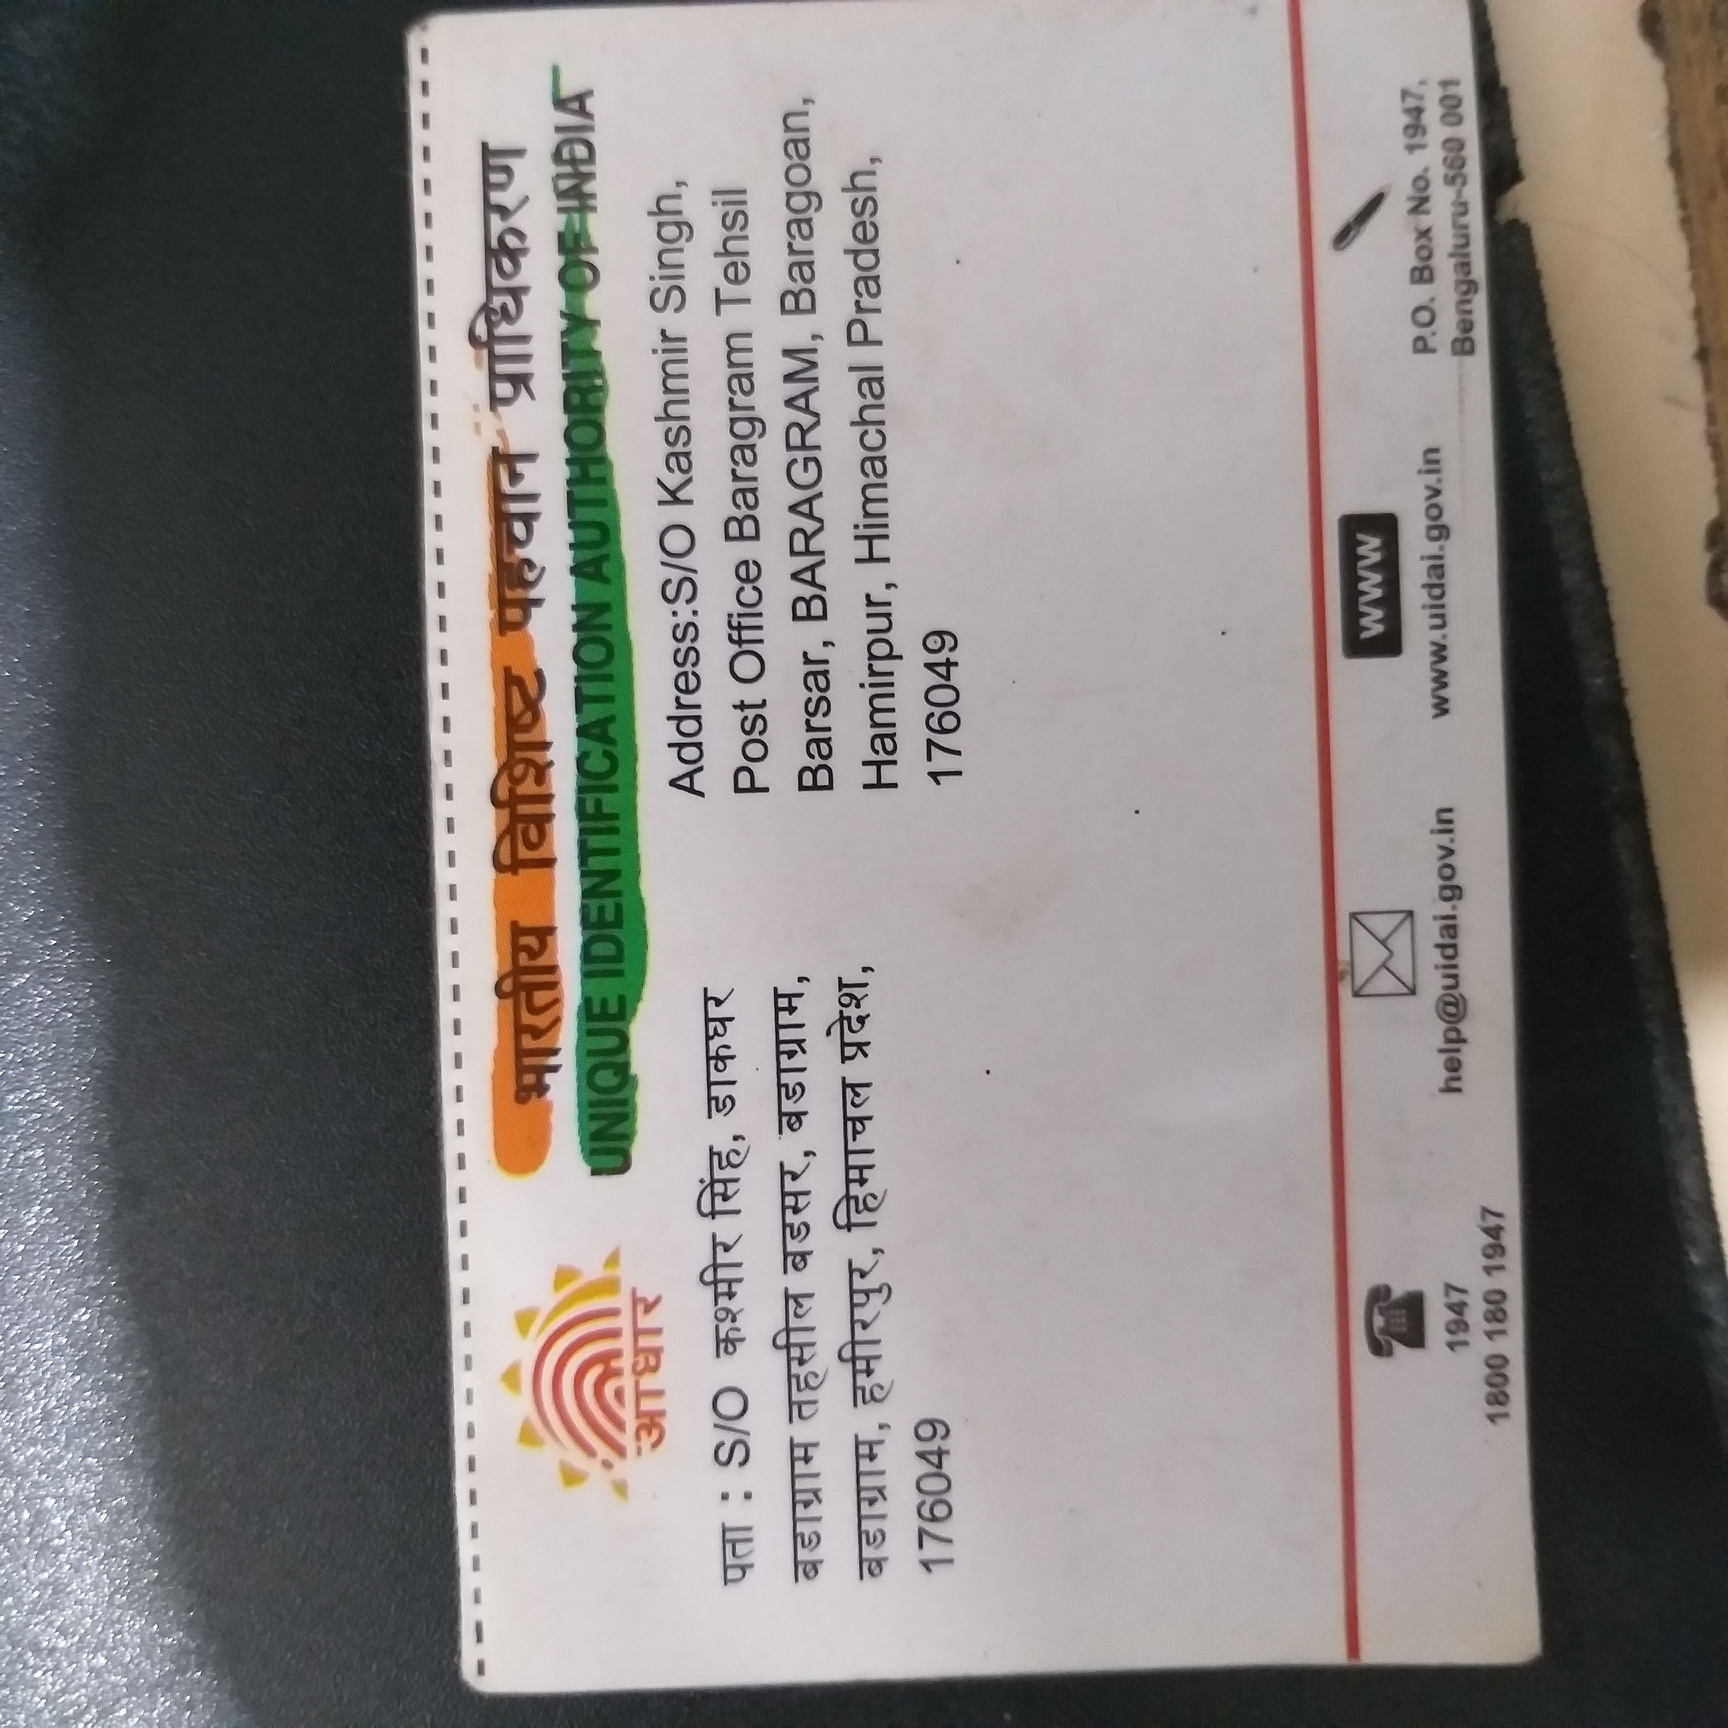 भारतीय विशिष्ट पहचान प्राधिकरण
UNIQUE IDENTIFICATION AUTHORITY OF INDIA
आधार
पता : S/O कश्मीर सिंह, डाकघर
बडाग्राम तहसील बडसर, बडाग्राम,
बडाग्राम, हमीरपुर, हिमाचल प्रदेश,
176049
Address:S/O Kashmir Singh,
Post Office Baragram Tehsil
Barsar, BARAGRAM, Baragoan,
Hamirpur, Himachal Pradesh,
176049
1947
1800 180 1947
help@uidai.gov.in
WWW
www.uidai.gov.in
P.O. Box No. 1947,
Bengaluru-560 001